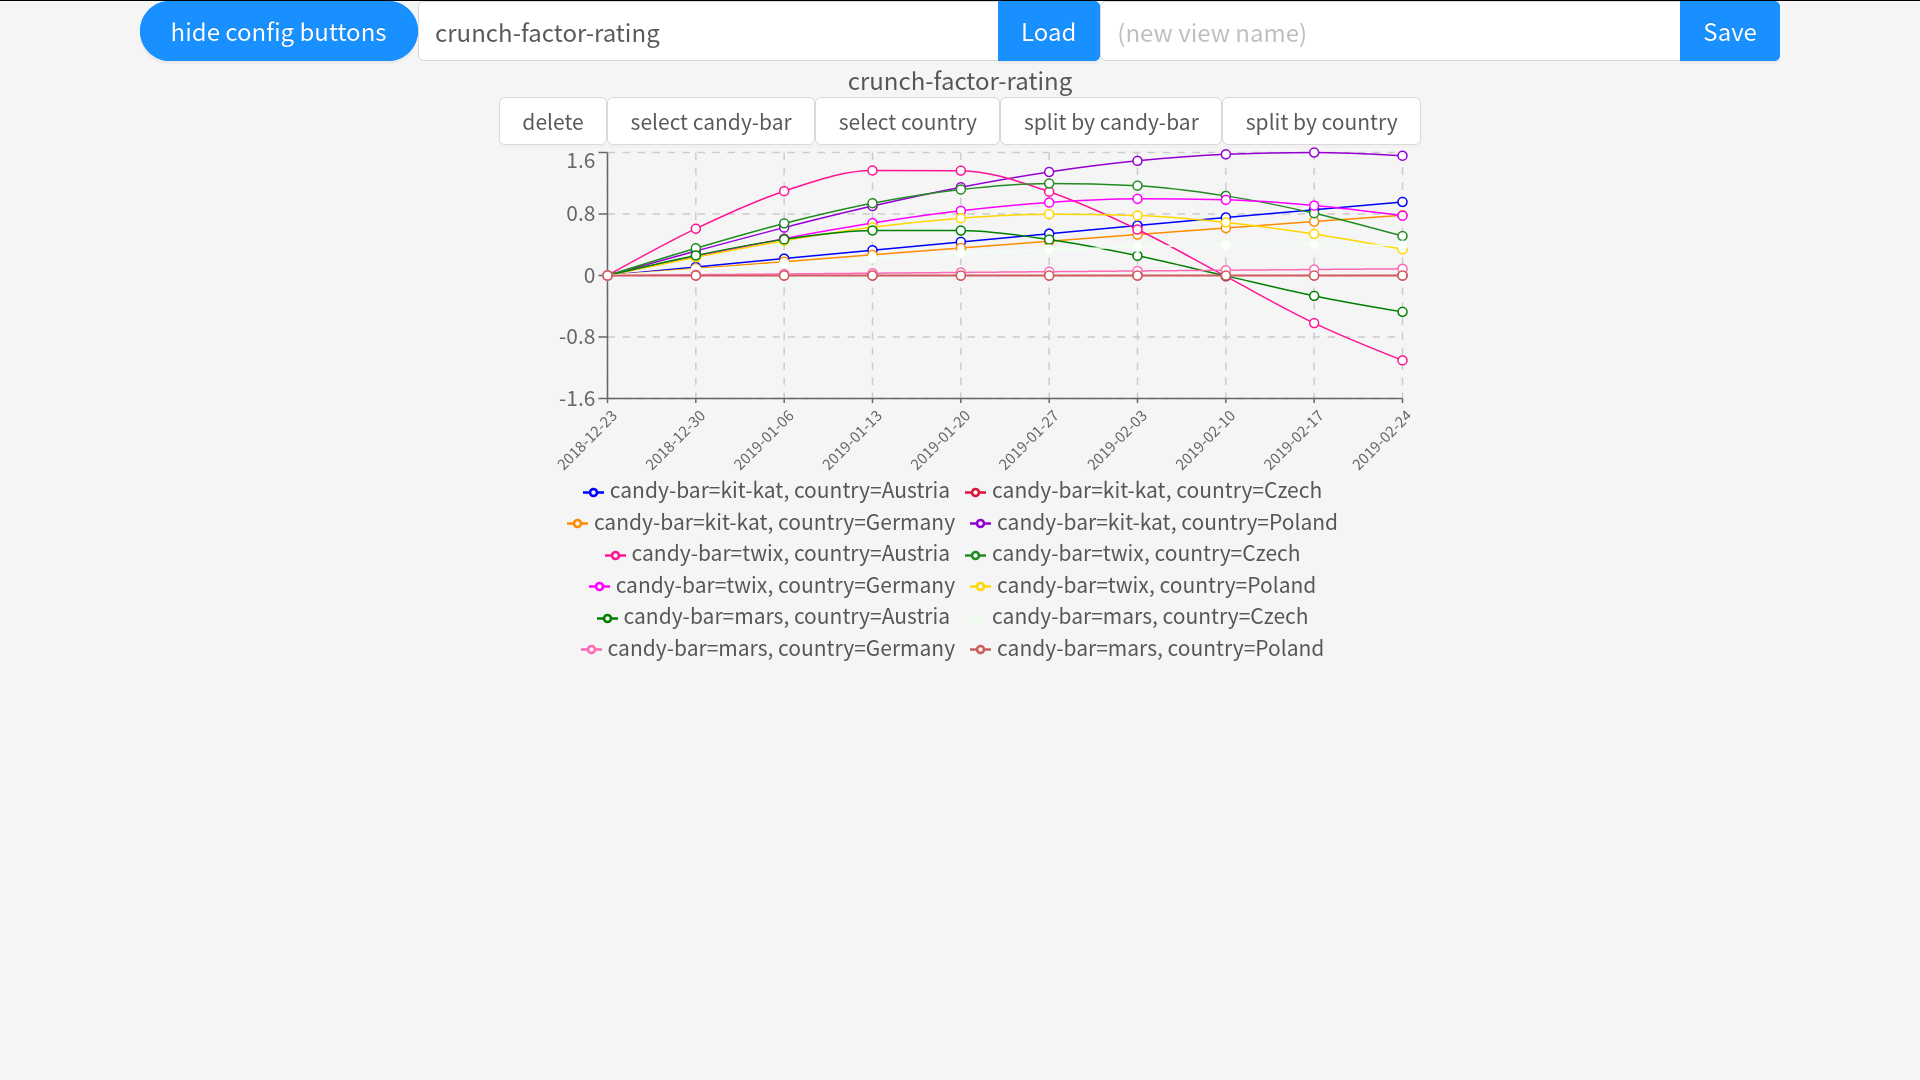 hide config buttons crunch-factor-rating Load (new view name) Save
crunch-factor-rating
delete select candy-bar select country split by candy-bar split by country
1.6
0.8
0
-0.8
-1.6
2018-12-23 2018-12-30 2019-01-06 2019-01-13 2019-01-20 2019-01-27 2019-02-03 2019-02-10 2019-02-17 2019-02-24
candy-bar=kit-kat, country=Austria candy-bar=kit-kat, country=Czech
candy-bar=kit-kat, country=Germany candy-bar=kit-kat, country=Poland
candy-bar=twix, country=Austria candy-bar=twix, country=Czech
candy-bar=twix, country=Germany candy-bar=twix, country=Poland
candy-bar=mars, country=Austria candy-bar=mars, country=Czech
candy-bar=mars, country=Germany candy-bar=mars, country=Poland